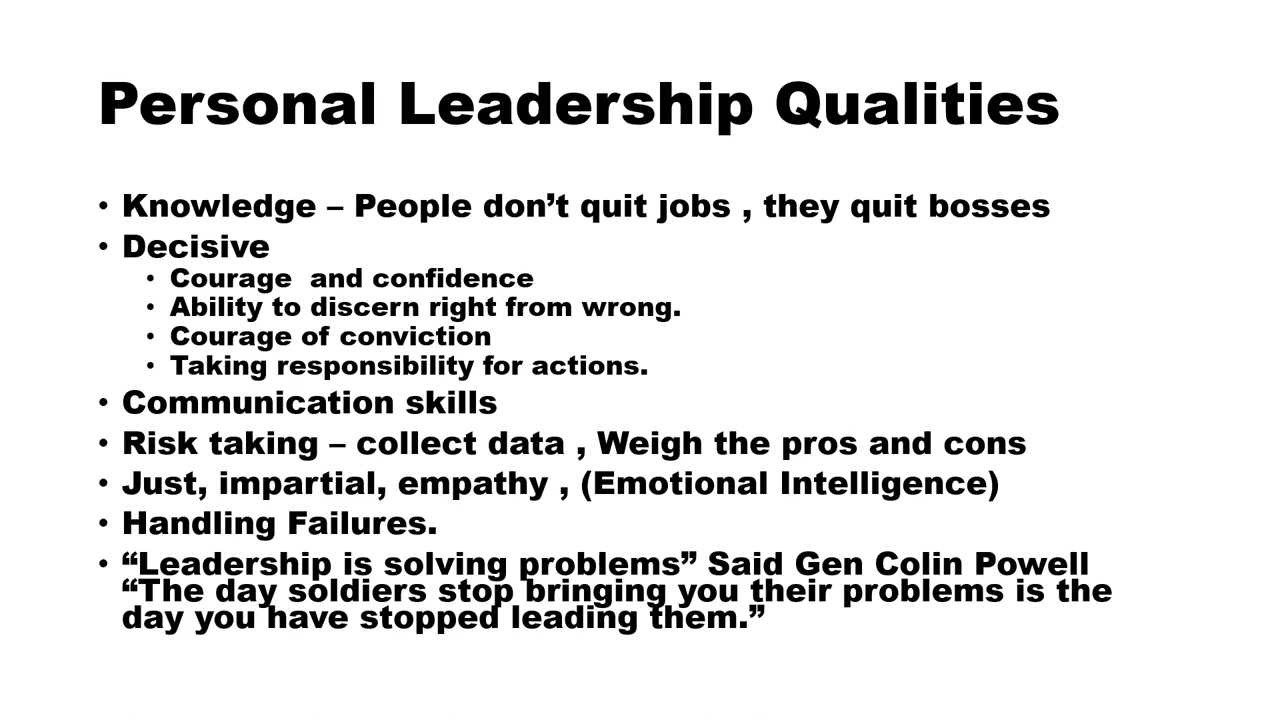 Personal Leadership Qualities
• Knowledge – People don’t quit jobs , they quit bosses
• Decisive
• Courage  and confidence
• Ability to discern right from wrong.
• Courage of conviction
• Taking responsibility for actions.
• Communication skills
• Risk taking – collect data , Weigh the pros and cons
• Just, impartial, empathy , (Emotional Intelligence)
• Handling Failures.
• “Leadership is solving problems” Said Gen Colin Powell
“The day soldiers stop bringing you their problems is the
day you have stopped leading them.”